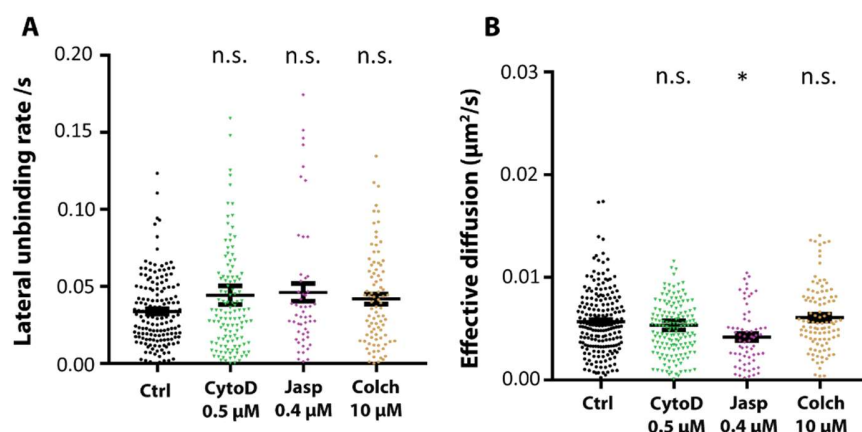 A
Lateral unbinding rate /s
0.20
0.15
0.10
0.05
0.00
n.s. n.s. n.s.
Ctrl CytoD Jasp Colch
0.5 µM 0.4 µM 10 µM
B
Effective diffusion (µm²/s)
0.03
0.002
0.01
0.00
n.s. * n.s.
Ctrl CytoD Jasp Colch
0.5 µM 0.4 µM 10 µM